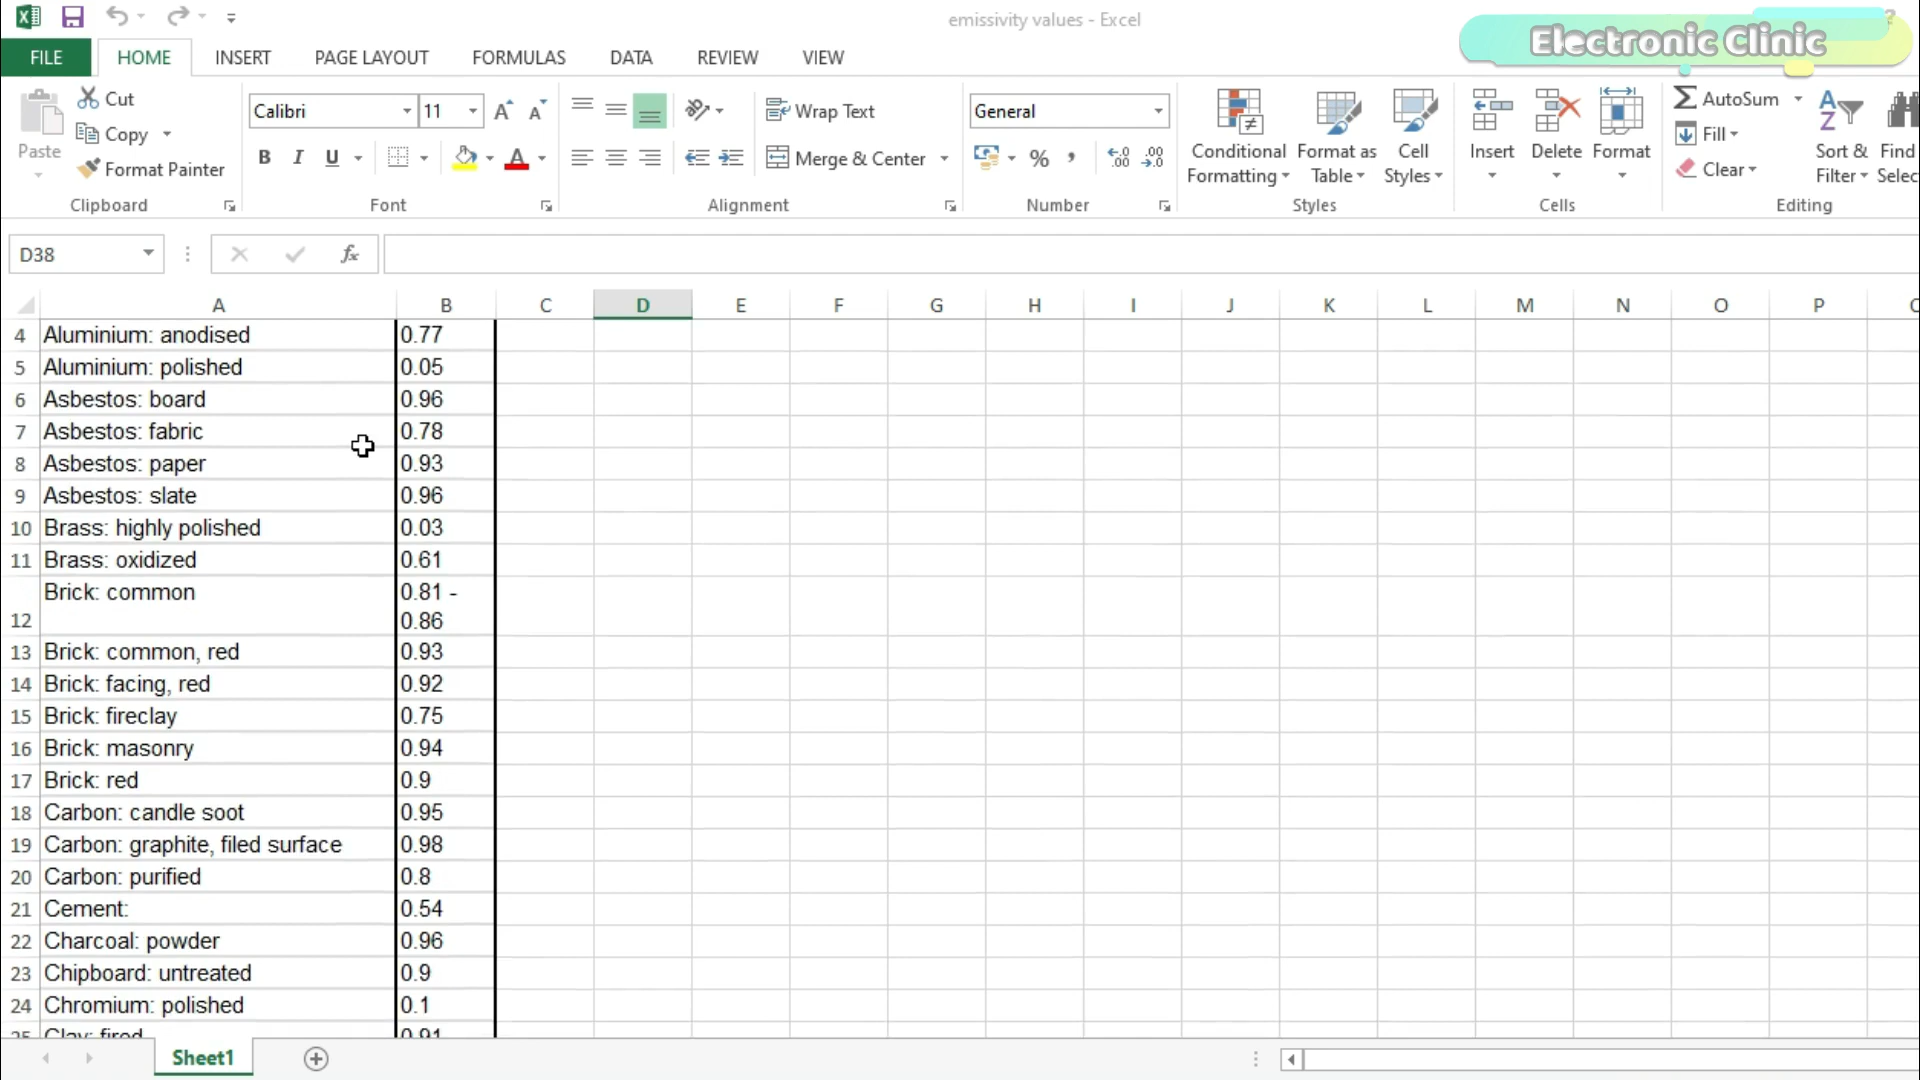 emissivity values - Excel
Electronic Clinic
FILE HOME INSERT PAGE LAYOUT FORMULAS DATA REVIEW VIEW
Paste
Cut
Copy
Format Painter
Clipboard
Calibri 11
B I U
Font
Wrap Text
Merge & Center
Alignment
General
% ,
Number
Conditional Formatting
Format as Table
Cell Styles
Styles
Insert
Delete
Format
Cells
AutoSum
Fill
Clear
Sort & Filter
Find
Selec
Editing
D38
fx
A B C D E F G H I J K L M N O P
4 Aluminium: anodised 0.77
5 Aluminium: polished 0.05
6 Asbestos: board 0.96
7 Asbestos: fabric 0.78
8 Asbestos: paper 0.93
9 Asbestos: slate 0.96
10 Brass: highly polished 0.03
11 Brass: oxidized 0.61
12 Brick: common 0.81 - 0.86
13 Brick: common, red 0.93
14 Brick: facing, red 0.92
15 Brick: fireclay 0.75
16 Brick: masonry 0.94
17 Brick: red 0.9
18 Carbon: candle soot 0.95
19 Carbon: graphite, filed surface 0.98
20 Carbon: purified 0.8
21 Cement: 0.54
22 Charcoal: powder 0.96
23 Chipboard: untreated 0.9
24 Chromium: polished 0.1
25 Clay: fired 0.91
Sheet1